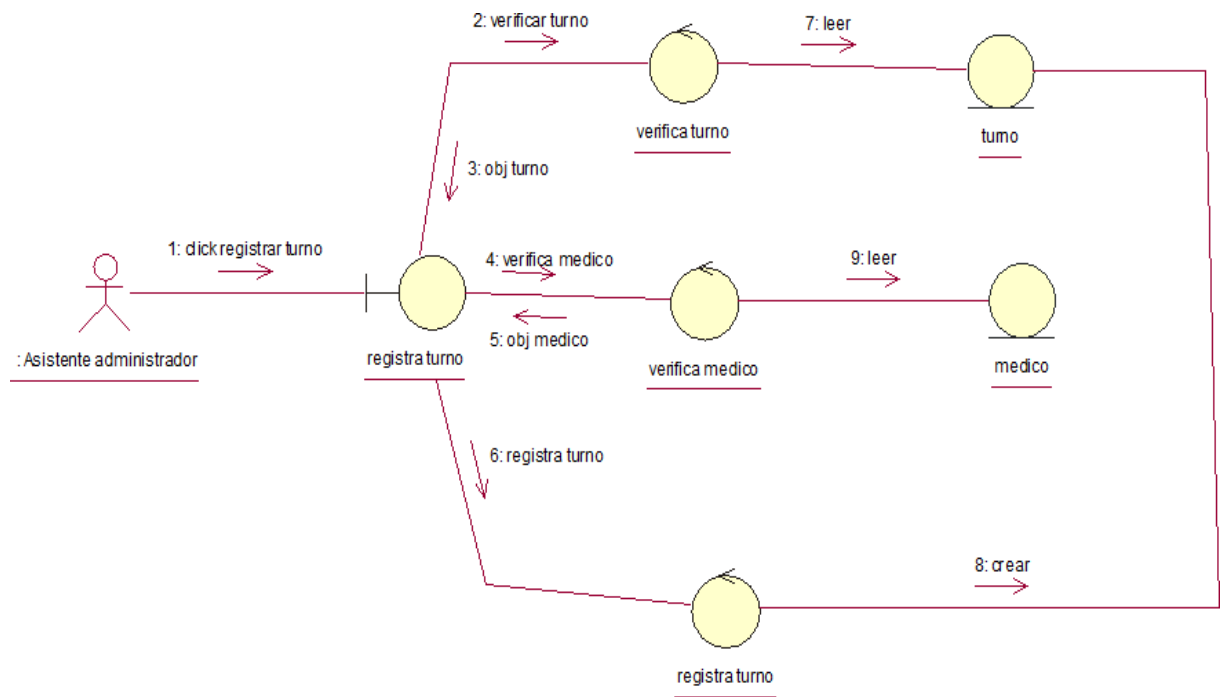 2: verificar turno
7: leer
verifica turno
turno
3: obj turno
1: click registrar turno
4: verifica medico
9: leer
5: obj medico
: Asistente administrador
registra turno
verifica medico
medico
6: registra turno
8: crear
registra turno